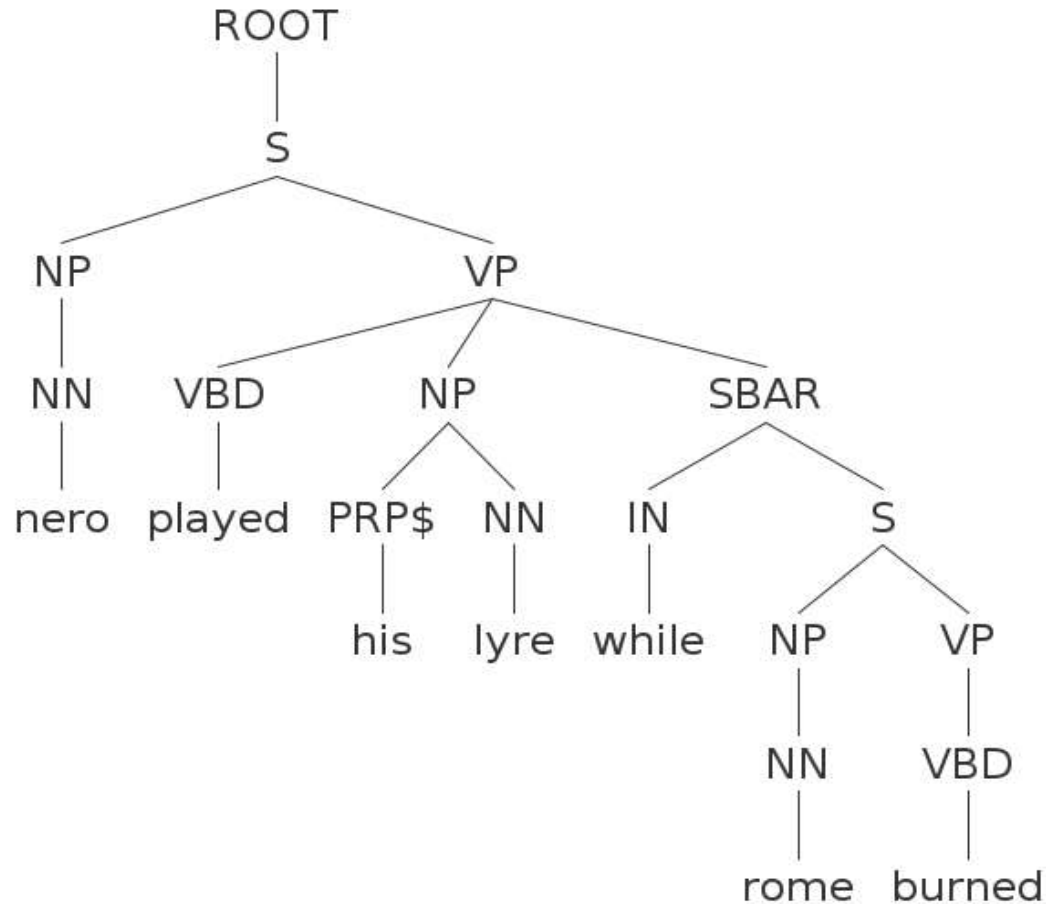 ROOT
S
NP VP
NN VBD NP SBAR
nero played PRP$ NN IN S
his lyre while NP VP
NN VBD
rome burned